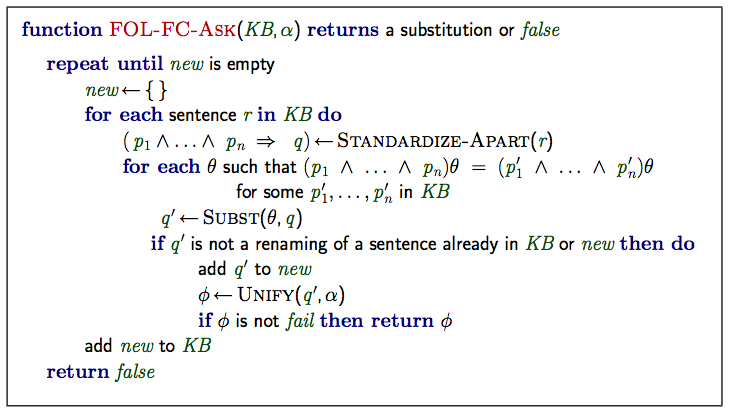 function FOL-FC-ASK(KB, α) returns a substitution or false
repeat until new is empty
new ← { }
for each sentence r in KB do
( p₁ ∧ . . . ∧ pₙ ⇒ q) ← STANDARDIZE-APART(r)
for each θ such that (p₁ ∧ . . . ∧ pₙ)θ = (p′₁ ∧ . . . ∧ p′ₙ)θ
for some p′₁, . . . , p′ₙ in KB
q′ ← SUBST(θ, q)
if q′ is not a renaming of a sentence already in KB or new then do
add q′ to new
ϕ ← UNIFY(q′, α)
if ϕ is not fail then return ϕ
add new to KB
return false